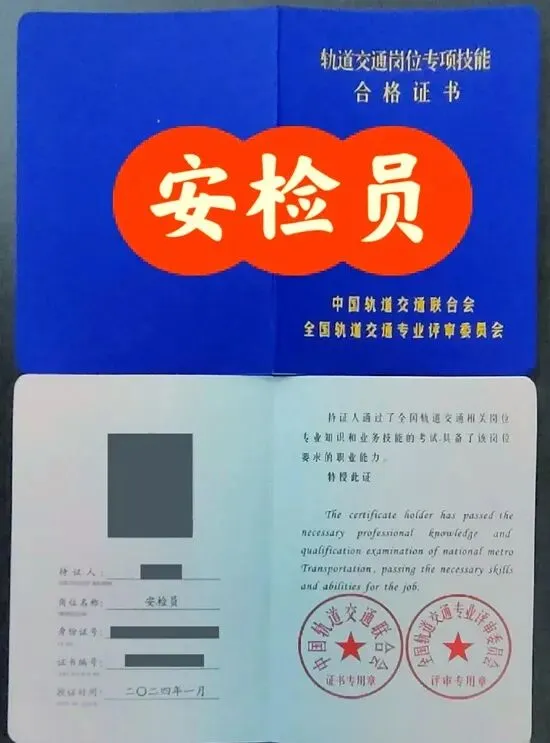 轨道交通岗位专项技能
合格证书
安检员
中国轨道交通联合会
全国轨道交通专业评审委员会
持证人通过了全国轨道交通相关岗位
专业知识和业务技能的考试,具备了该岗位
要求的职业能力。
特授此证
The certificate holder has passed the
necessary professional knowledge and
qualification examination of national metro
Transportation, passing the necessary skills
and abilities for the job.
持证人:
岗位名称: 安检员
身份证号:
证书编号:
授证时间: 二〇二四年一月
中国轨道交通联合会
证书专用章
全国轨道交通专业评审委员会
评审专用章